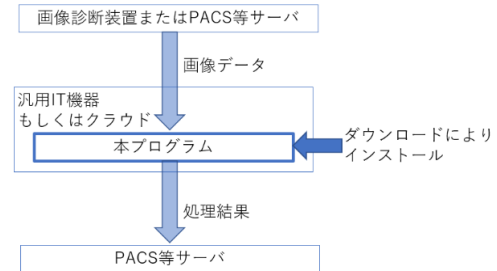 画像診断装置またはPACS等サーバ
画像データ
汎用IT機器
もしくはクラウド
本プログラム
ダウンロードにより
インストール
処理結果
PACS等サーバ